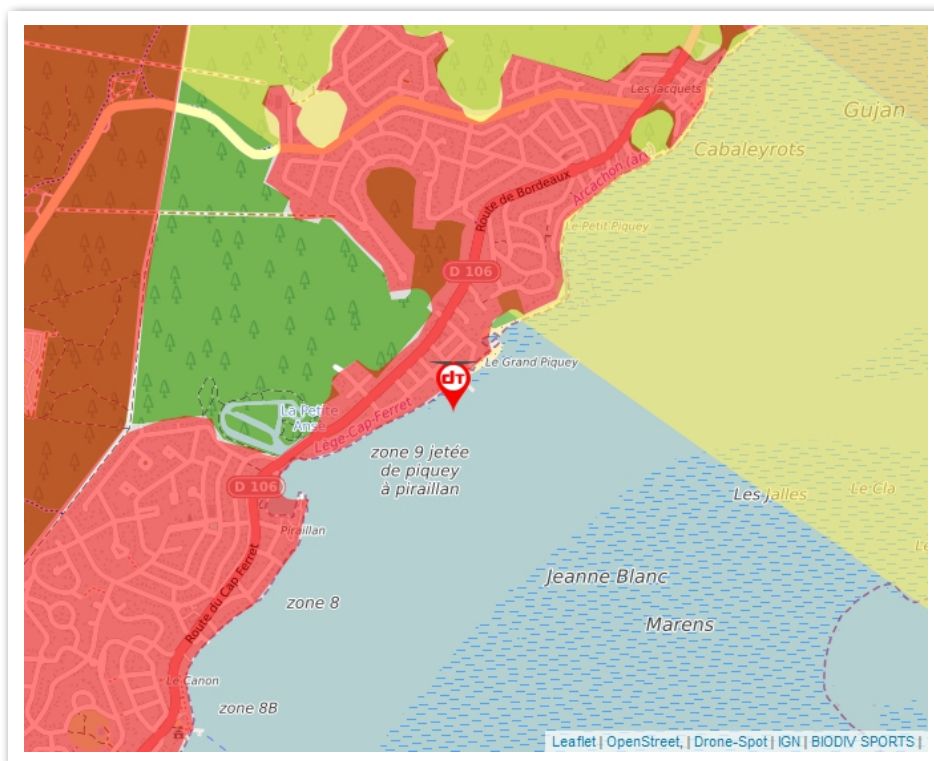 Les Jacquets
Gujan
Cabaleyrots
Route de Bordeaux
Arcachon (ar
Le Petit Piquey
D 106
Le Grand Piquey
dT
La Petite
Anse
Lège-Cap-Ferret
zone 9 jetée
de piquey
à piraillan
D 106
Les Jalles
Le Cla
Piraillan
Jeanne Blanc
zone 8
Marens
Route du Cap Ferret
Le Canon
zone 8B
Leaflet | OpenStreet, | Drone-Spot | IGN | BIODIV SPORTS |